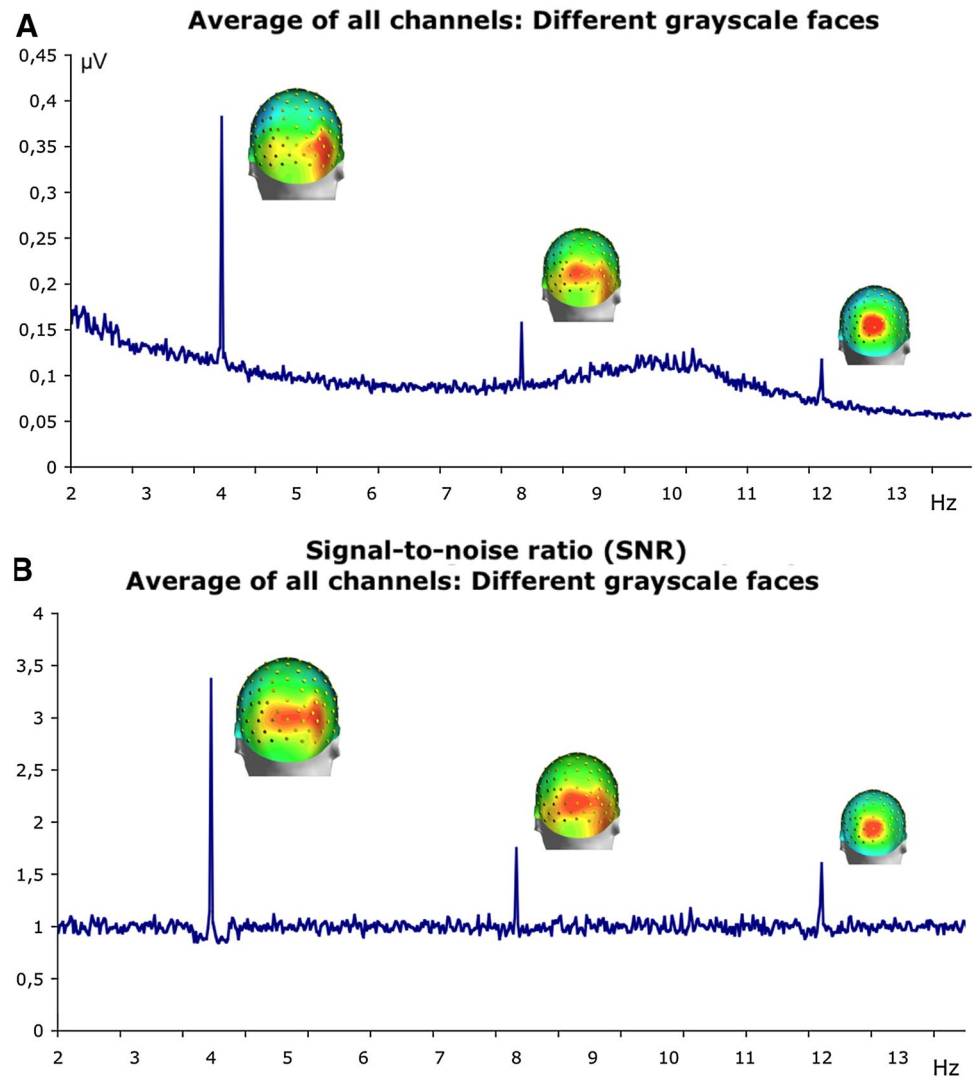 A
Average of all channels: Different grayscale faces
0,45
µV
0,4
0,35
0,3
0,25
0,2
0,15
0,1
0,05
0
2 3 4 5 6 7 8 9 10 11 12 13 Hz
B
Signal-to-noise ratio (SNR)
Average of all channels: Different grayscale faces
4
3,5
3
2,5
2
1,5
1
0,5
0
2 3 4 5 6 7 8 9 10 11 12 13 Hz